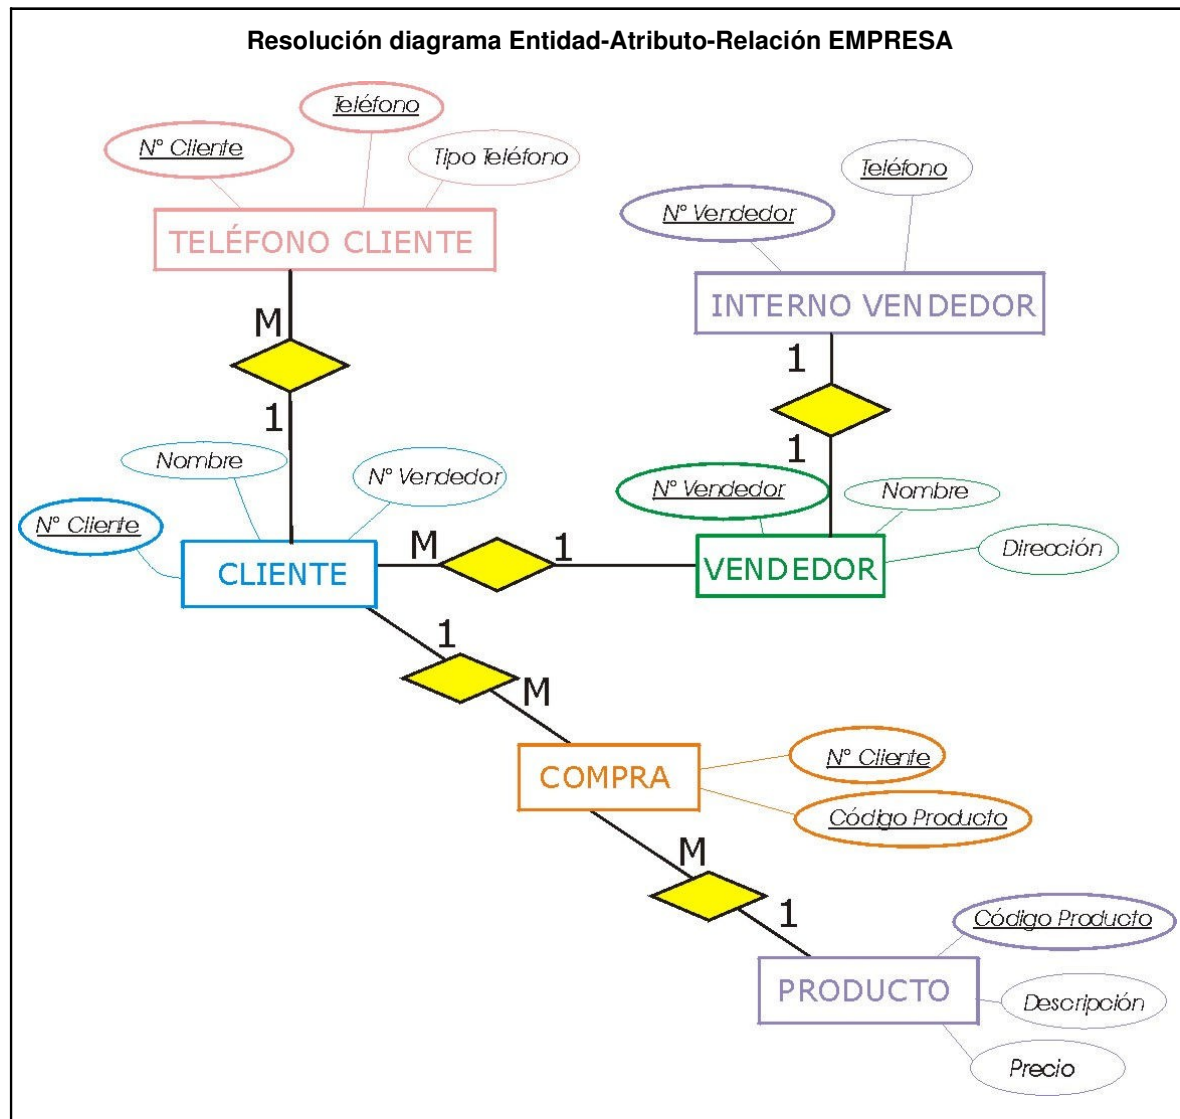 Resolución diagrama Entidad-Atributo-Relación EMPRESA
Teléfono
N° Cliente
Tipo Teléfono
Teléfono
N° Vendedor
TELÉFONO CLIENTE
INTERNO VENDEDOR
M
1
1
1
Nombre
N° Vendedor
N° Vendedor
Nombre
N° Cliente
Dirección
M
1
CLIENTE
VENDEDOR
1
M
N° Cliente
COMPRA
Código Producto
M
1
Código Producto
PRODUCTO
Descripción
Precio